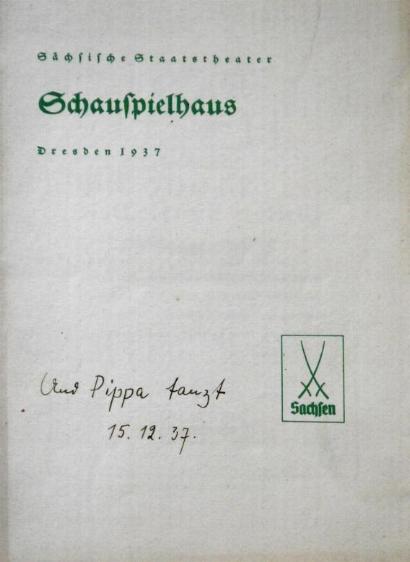 Sächsische Staatstheater
Schauspielhaus
Dresden 1937
Und Pippa tanzt
15. 12. 37.
Sachsen